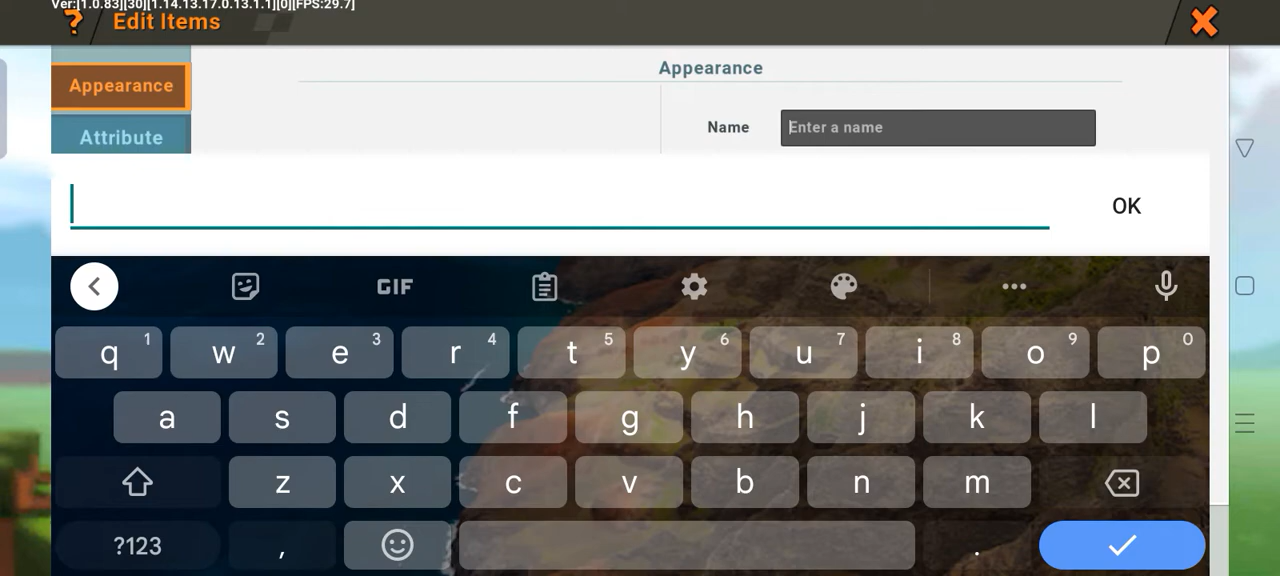 Ver:[1.0.83][30][1.14.13.17.0.13.1.1][0][FPS:29.7]
? Edit Items
Appearance
Appearance
Name Enter a name
Attribute
OK
GIF
q 1 w 2 e 3 r 4 t 5 y 6 u 7 i 8 o 9 p 0
a s d f g h j k l
z x c v b n m
?123 , .